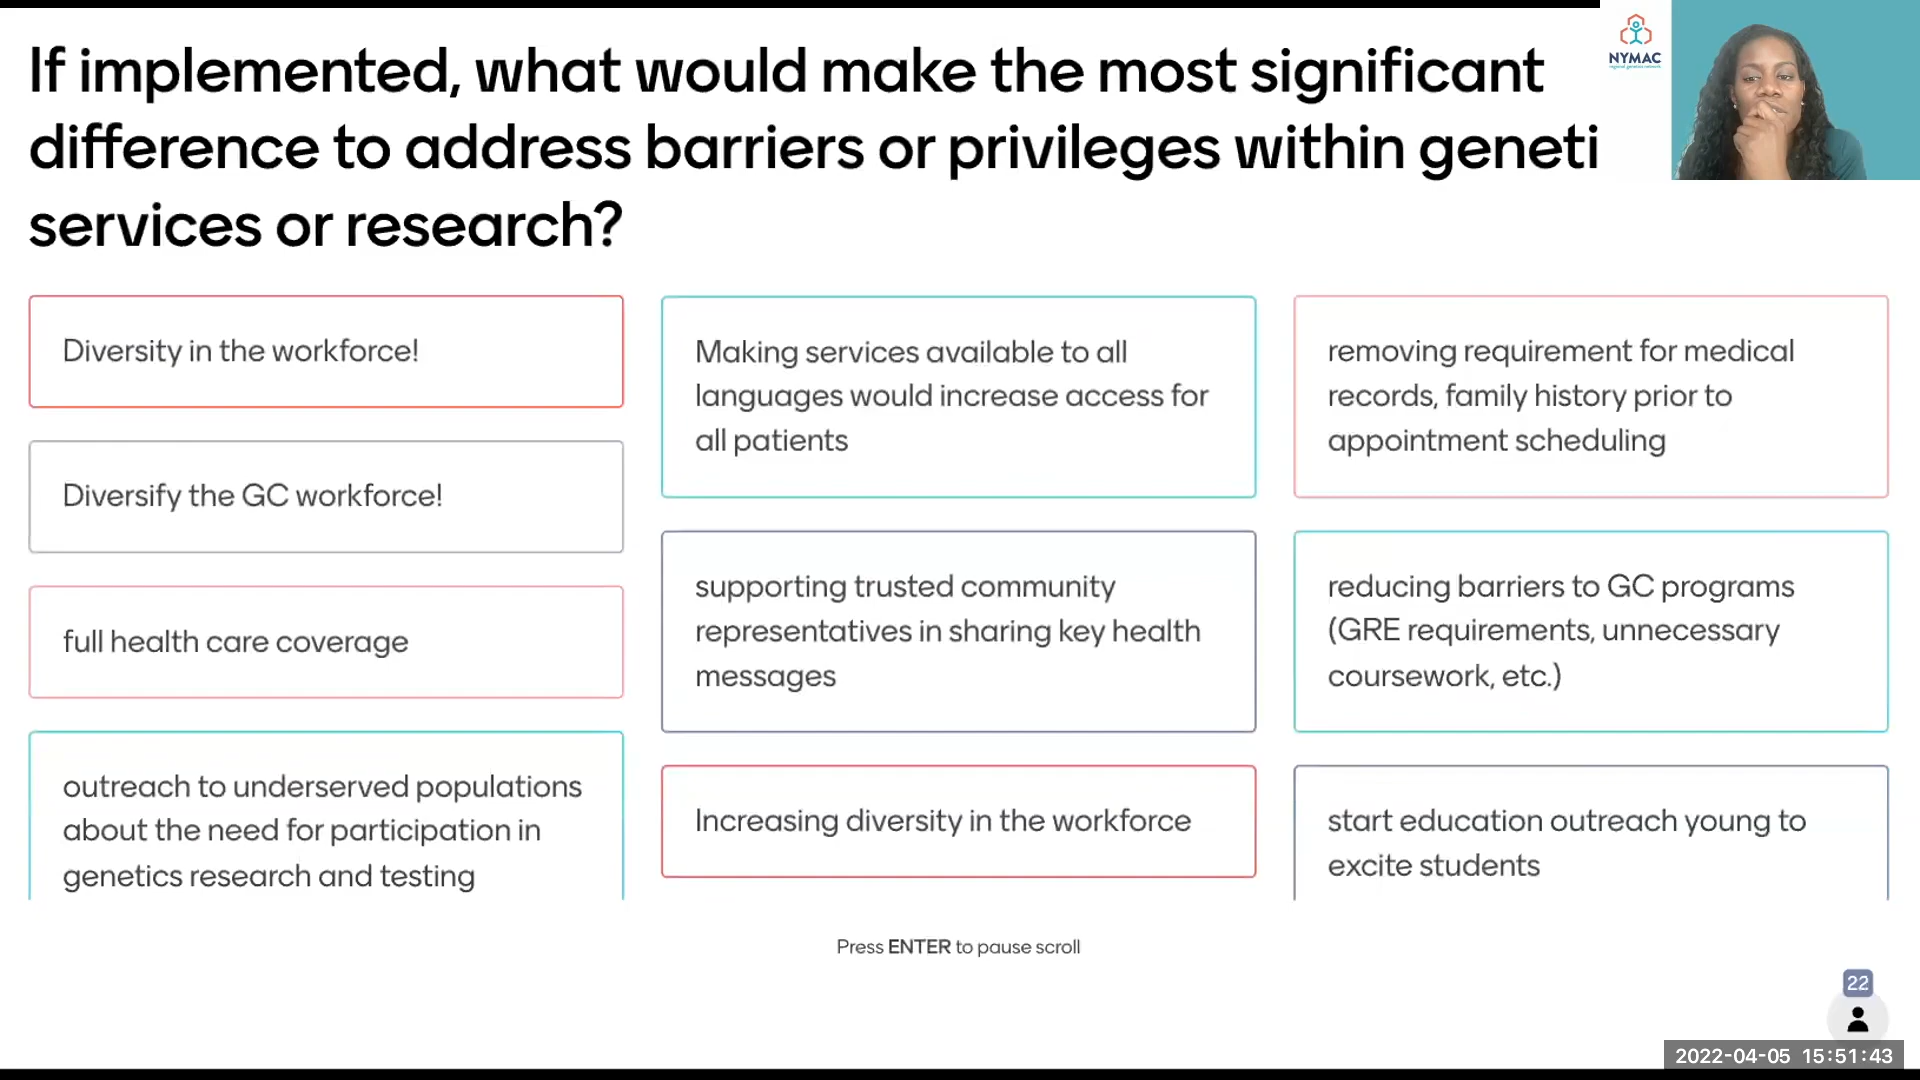 If implemented, what would make the most significant
difference to address barriers or privileges within geneti
services or research?
NYMAC
Diversity in the workforce!
Diversify the GC workforce!
full health care coverage
outreach to underserved populations
about the need for participation in
genetics research and testing
Making services available to all
languages would increase access for
all patients
supporting trusted community
representatives in sharing key health
messages
Increasing diversity in the workforce
removing requirement for medical
records, family history prior to
appointment scheduling
reducing barriers to GC programs
(GRE requirements, unnecessary
coursework, etc.)
start education outreach young to
excite students
Press ENTER to pause scroll
22
2022-04-05 15:51:43